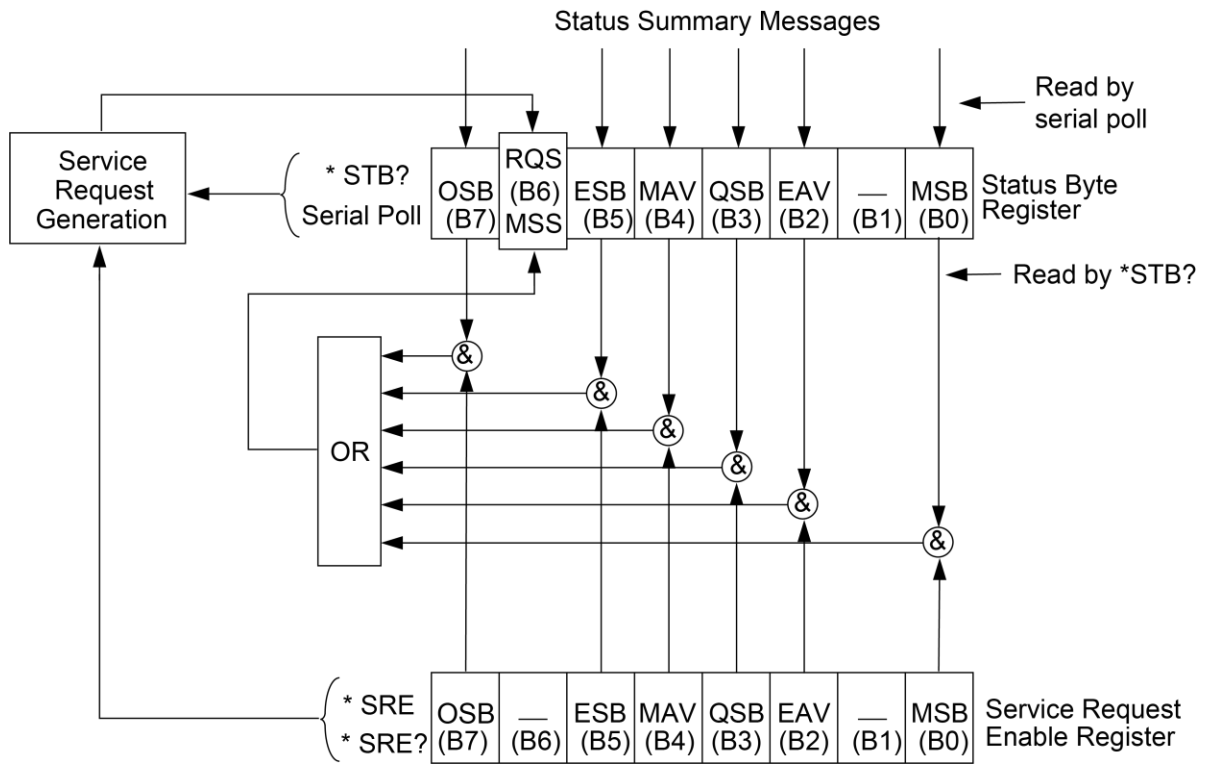 Status Summary Messages
Read by
serial poll
Service
Request
Generation
* STB?
Serial Poll
OSB
(B7)
RQS
(B6)
MSS
ESB
(B5)
MAV
(B4)
QSB
(B3)
EAV
(B2)
—
(B1)
MSB
(B0)
Status Byte
Register
Read by *STB?
&
&
&
&
&
&
OR
* SRE
* SRE?
OSB
(B7)
—
(B6)
ESB
(B5)
MAV
(B4)
QSB
(B3)
EAV
(B2)
—
(B1)
MSB
(B0)
Service Request
Enable Register